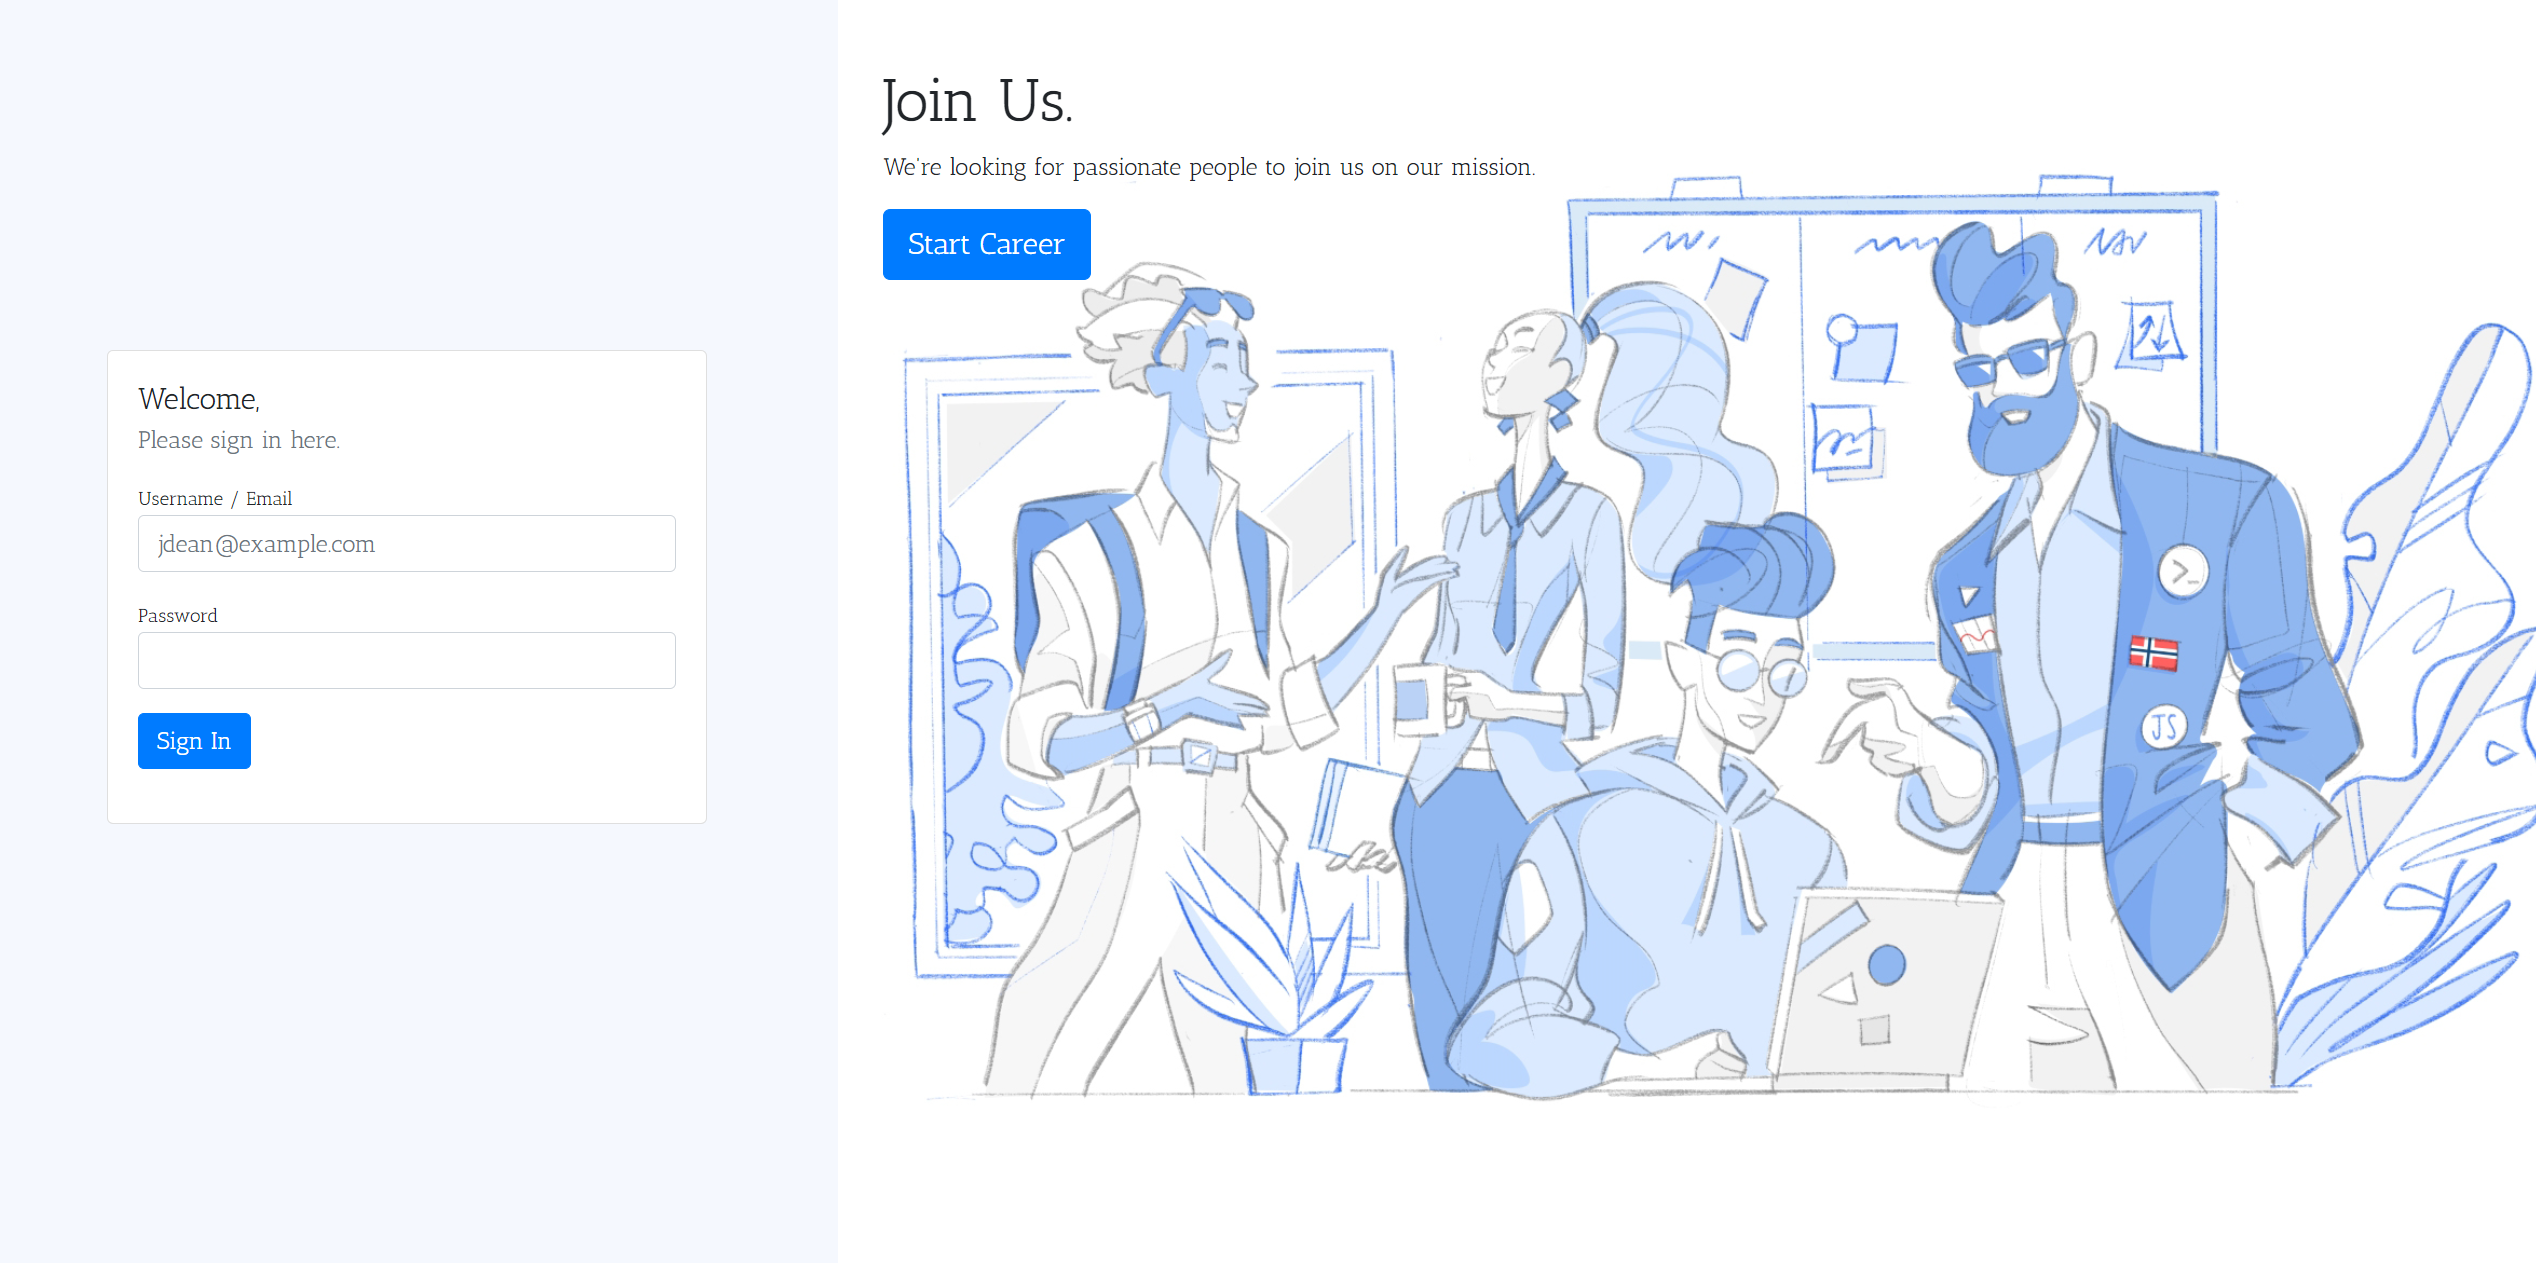 Welcome,
Please sign in here.
Username / Email
jdean@example.com
Password
Sign In
Join Us.
We're looking for passionate people to join us on our mission.
Start Career
>_
JS